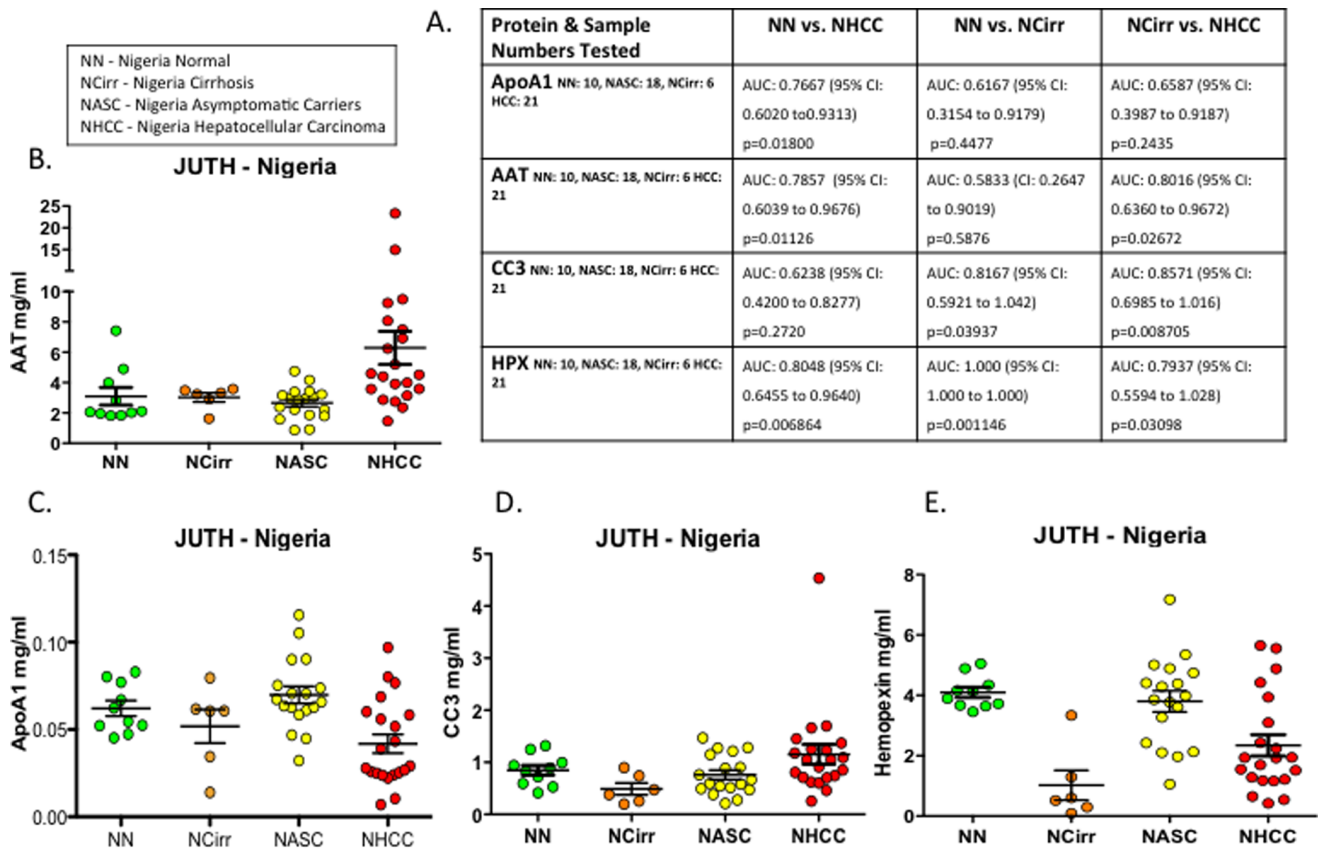 A.
Protein & Sample
Numbers Tested
NN vs. NHCC
NN vs. NCirr
NCirr vs. NHCC
ApoA1 NN: 10, NASC: 18, NCirr: 6
HCC: 21
AUC: 0.7667 (95% CI:
0.6020 to0.9313)
p=0.01800
AUC: 0.6167 (95% CI:
0.3154 to 0.9179)
p=0.4477
AUC: 0.6587 (95% CI:
0.3987 to 0.9187)
p=0.2435
AAT NN: 10, NASC: 18, NCirr: 6 HCC:
21
AUC: 0.7857 (95% CI:
0.6039 to 0.9676)
p=0.01126
AUC: 0.5833 (CI: 0.2647
to 0.9019)
p=0.5876
AUC: 0.8016 (95% CI:
0.6360 to 0.9672)
p=0.02672
CC3 NN: 10, NASC: 18, NCirr: 6 HCC:
21
AUC: 0.6238 (95% CI:
0.4200 to 0.8277)
p=0.2720
AUC: 0.8167 (95% CI:
0.5921 to 1.042)
p=0.03937
AUC: 0.8571 (95% CI:
0.6985 to 1.016)
p=0.008705
HPX NN: 10, NASC: 18, NCirr: 6 HCC:
21
AUC: 0.8048 (95% CI:
0.6455 to 0.9640)
p=0.006864
AUC: 1.000 (95% CI:
1.000 to 1.000)
p=0.001146
AUC: 0.7937 (95% CI:
0.5594 to 1.028)
p=0.03098
NN - Nigeria Normal
NCirr - Nigeria Cirrhosis
NASC - Nigeria Asymptomatic Carriers
NHCC - Nigeria Hepatocellular Carcinoma
B.
JUTH - Nigeria
AAT mg/ml
25
20
15
10
10
8
6
4
2
0
NN NCirr NASC NHCC
C.
JUTH - Nigeria
ApoA1 mg/ml
0.15
0.10
0.05
0.00
NN NCirr NASC NHCC
D.
JUTH - Nigeria
CC3 mg/ml
5
4
3
2
1
0
NN NCirr NASC NHCC
E.
JUTH - Nigeria
Hemopexin mg/ml
8
6
4
2
0
NN NCirr NASC NHCC